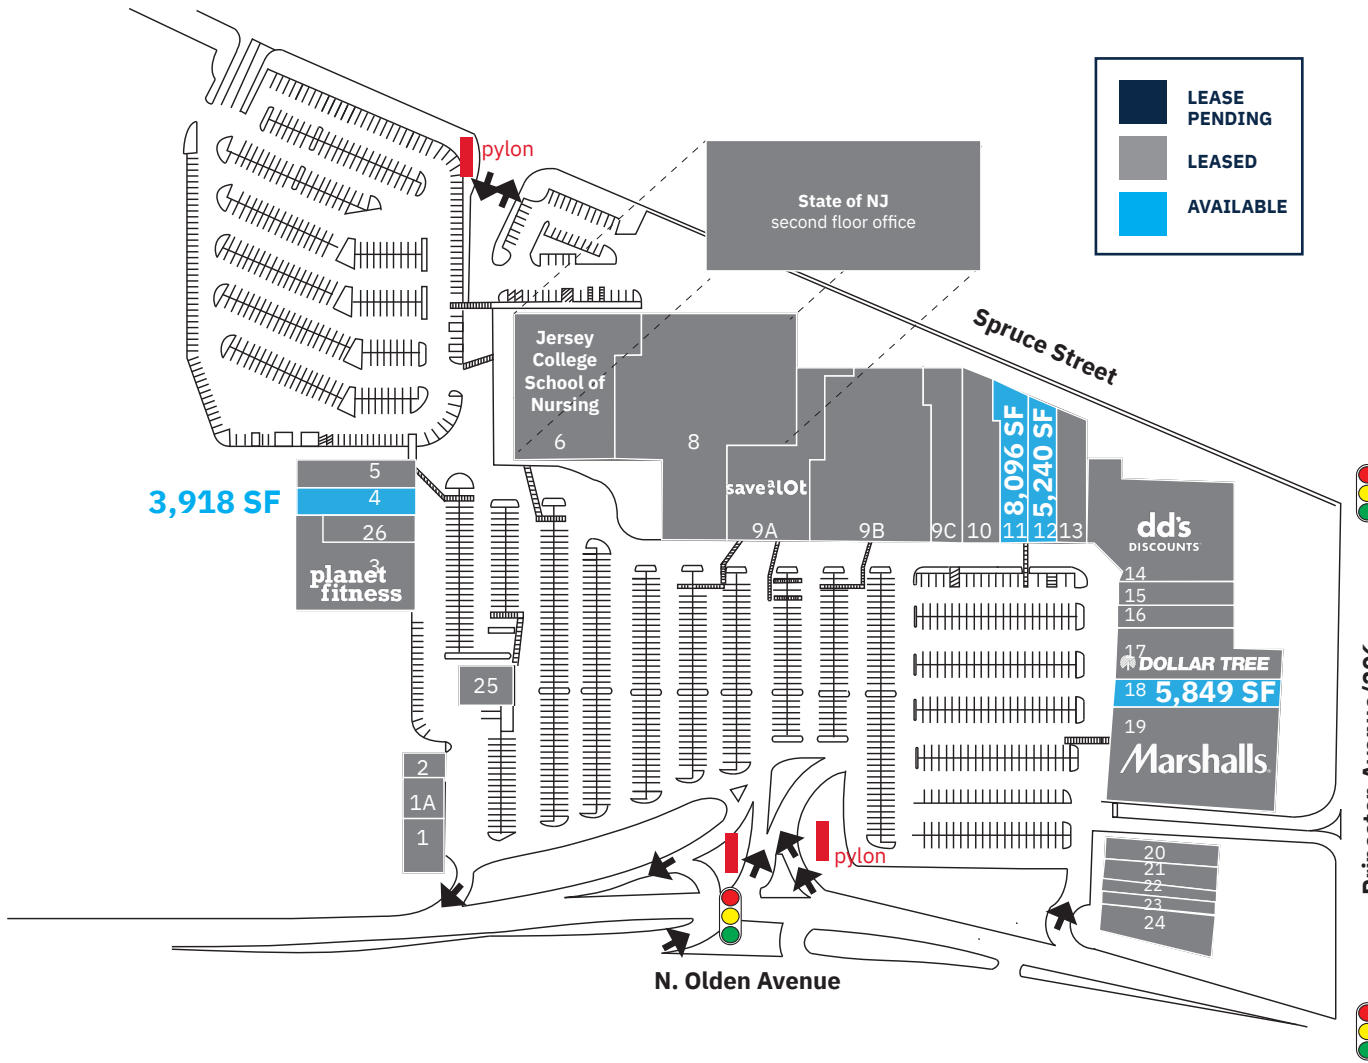 LEASE
PENDING
LEASED
AVAILABLE
pylon
State of NJ
second floor office
Spruce Street
Jersey
College
School of
Nursing
6
8
save a lot
9A
9B
9C
10
11
8,096 SF
12
5,240 SF
13
3,918 SF
5
4
26
3
planet
fitness
dd's
DISCOUNTS
14
15
16
17
DOLLAR TREE
18
5,849 SF
19
Marshalls
25
2
1A
1
pylon
20
21
22
23
24
N. Olden Avenue